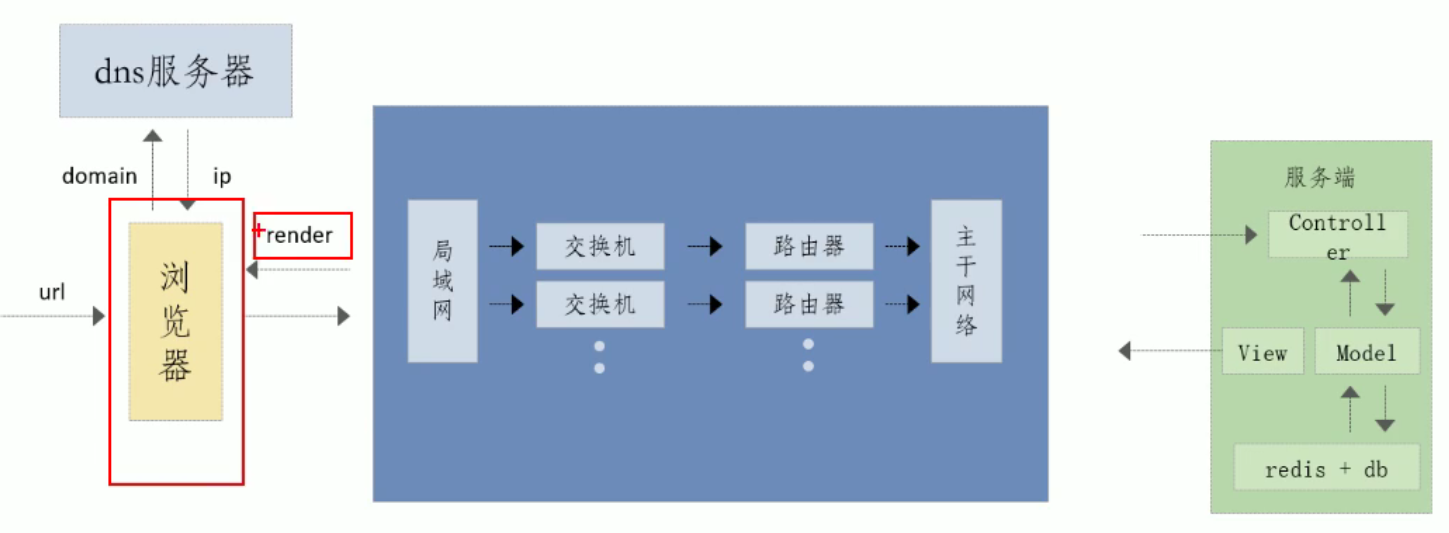 dns服务器
domain
ip
render
url
浏
览
器
局
域
网
交换机
路由器
交换机
路由器
主
干
网
络
服务端
Controll
er
View
Model
redis + db